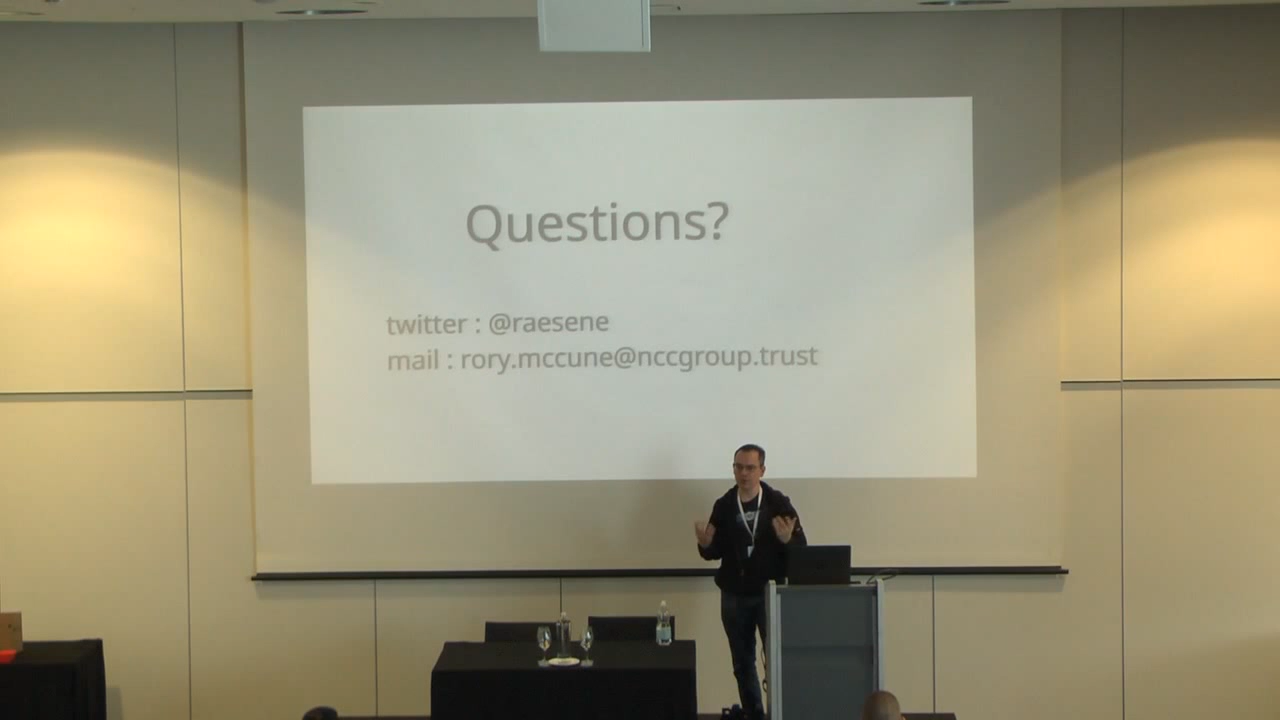 Questions?
twitter : @raesene
mail : rory.mccune@nccgroup.trust